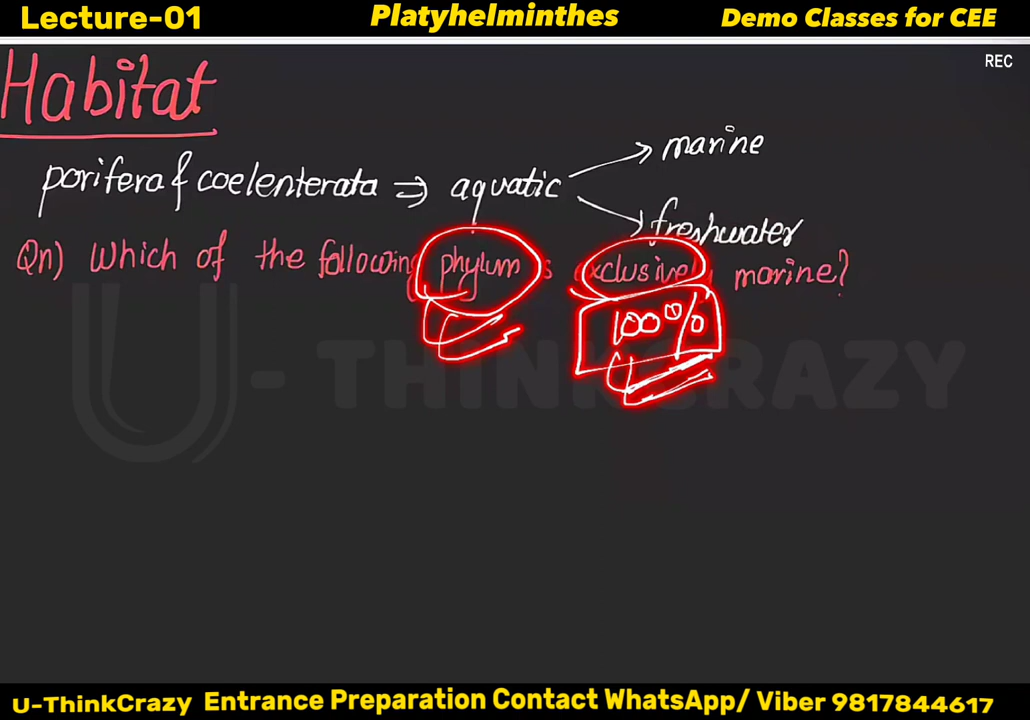 Lecture-01 Platyhelminthes Demo Classes for CEE
REC
Habitat
porifera & coelenterata ⇒ aquatic → marine
→ freshwater
Qn) Which of the following phylum is exclusively marine?
100%
U-THINKCRAZY
U-ThinkCrazy Entrance Preparation Contact WhatsApp/ Viber 9817844617